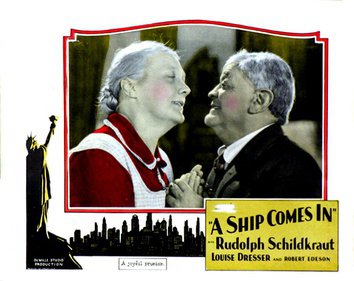 "A SHIP COMES IN"
WITH RUDOLPH SCHILDKRAUT
LOUISE DRESSER AND ROBERT EDESON
DEMILLE STUDIO
PRODUCTION
A joyful reunion.